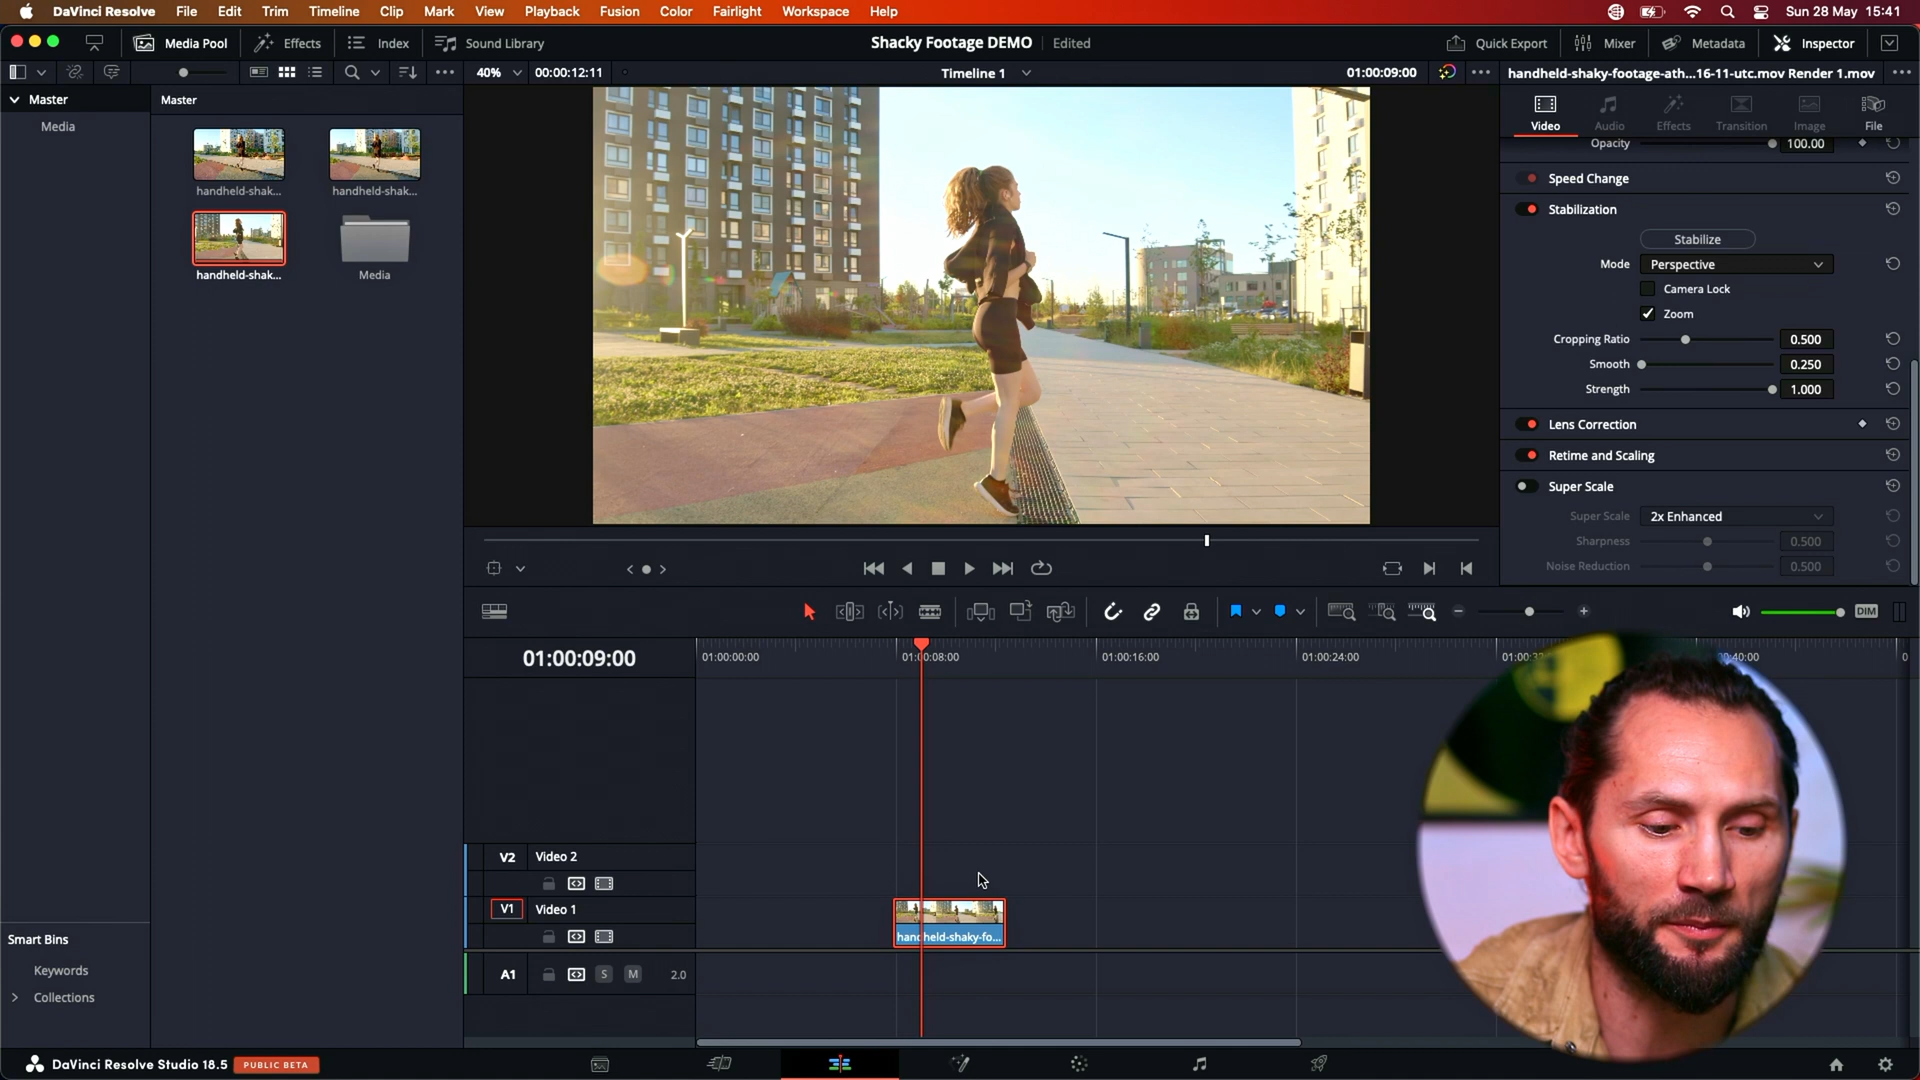 DaVinci Resolve File Edit Trim Timeline Clip Mark View Playback Fusion Color Fairlight Workspace Help Sun 28 May 15:41
Media Pool Effects Index Sound Library Shacky Footage DEMO Edited Quick Export Mixer Metadata Inspector
40% 00:00:12:11 Timeline 1 01:00:09:00 handheld-shaky-footage-ath...16-11-utc.mov Render 1.mov
Master Master
Media
Video Audio Effects Transition Image File
Opacity 100.00
handheld-shak... handheld-shak...
handheld-shak... Media
Speed Change
Stabilization
Stabilize
Mode Perspective
Camera Lock
Zoom
Cropping Ratio 0.500
Smooth 0.250
Strength 1.000
Lens Correction
Retime and Scaling
Super Scale
Super Scale 2x Enhanced
Sharpness 0.500
Noise Reduction 0.500
DIM
01:00:09:00 01:00:00:00 01:00:08:00 01:00:16:00 01:00:24:00
V2 Video 2
V1 Video 1
handheld-shaky-fo...
A1 S M 2.0
Smart Bins
Keywords
Collections
DaVinci Resolve Studio 18.5 PUBLIC BETA